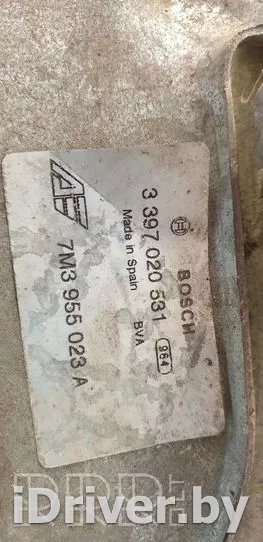 BOSCH
3 397 020 531 964
Made in Spain BVA
7M3 955 023 A
iDriver.by